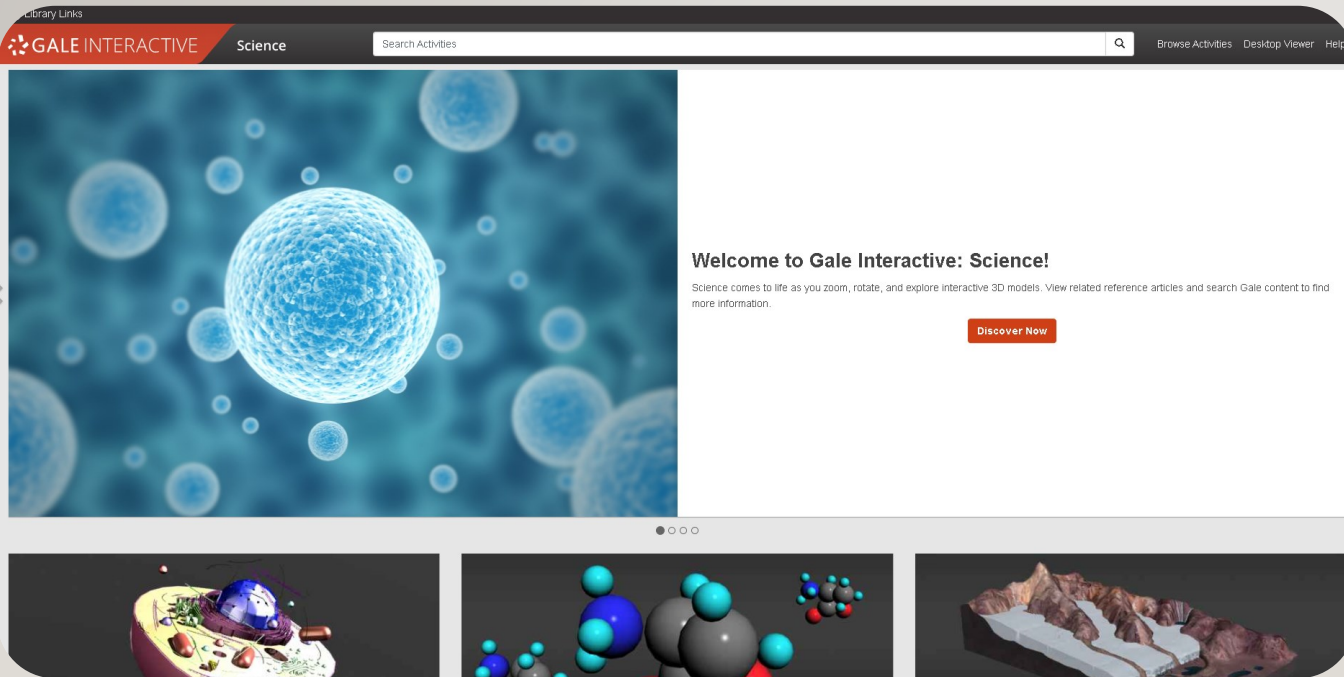 Library Links
GALE INTERACTIVE
Science
Search Activities
Browse Activities
Desktop Viewer
Help
Welcome to Gale Interactive: Science!
Science comes to life as you zoom, rotate, and explore interactive 3D models. View related reference articles and search Gale content to find
more information.
Discover Now